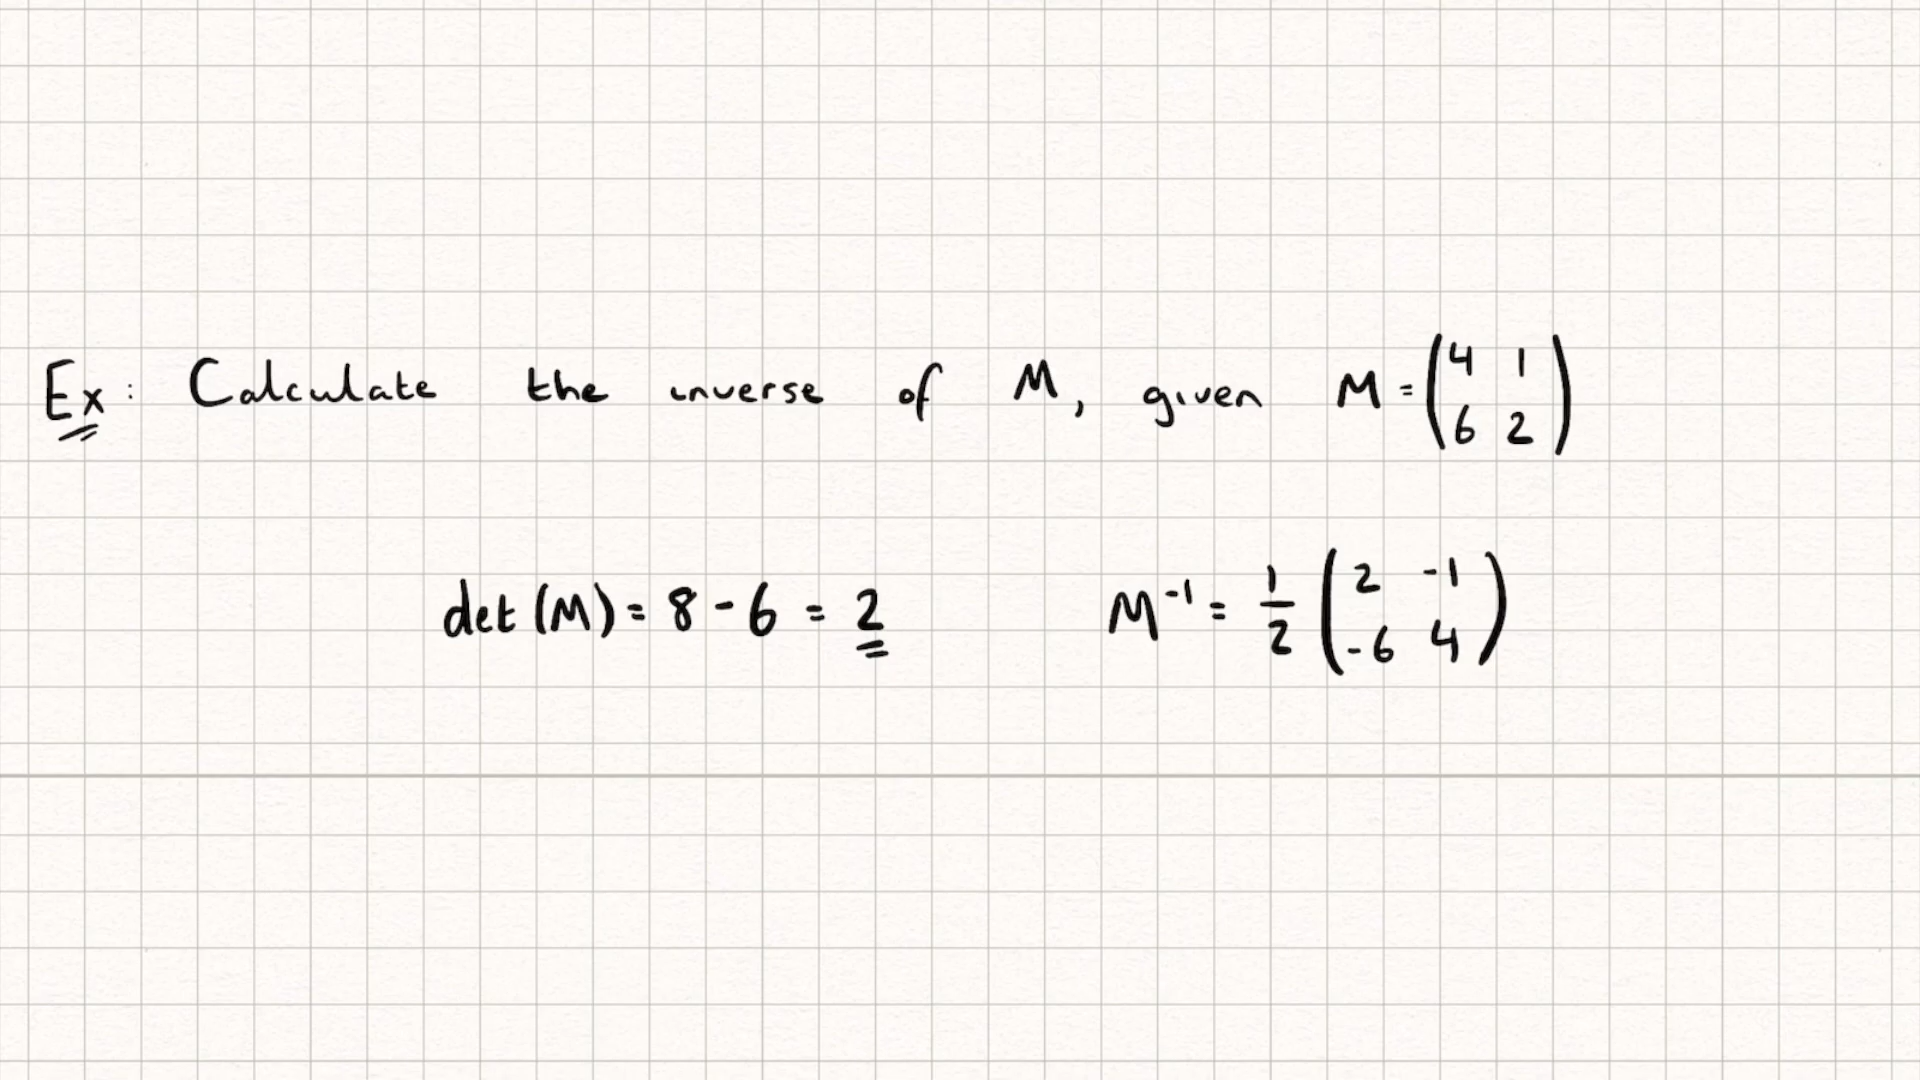 Ex: Calculate the inverse of M, given M = (4 1
6 2)
det (M) = 8 - 6 = 2 M⁻¹ = 1/2 (2 -1
-6 4)